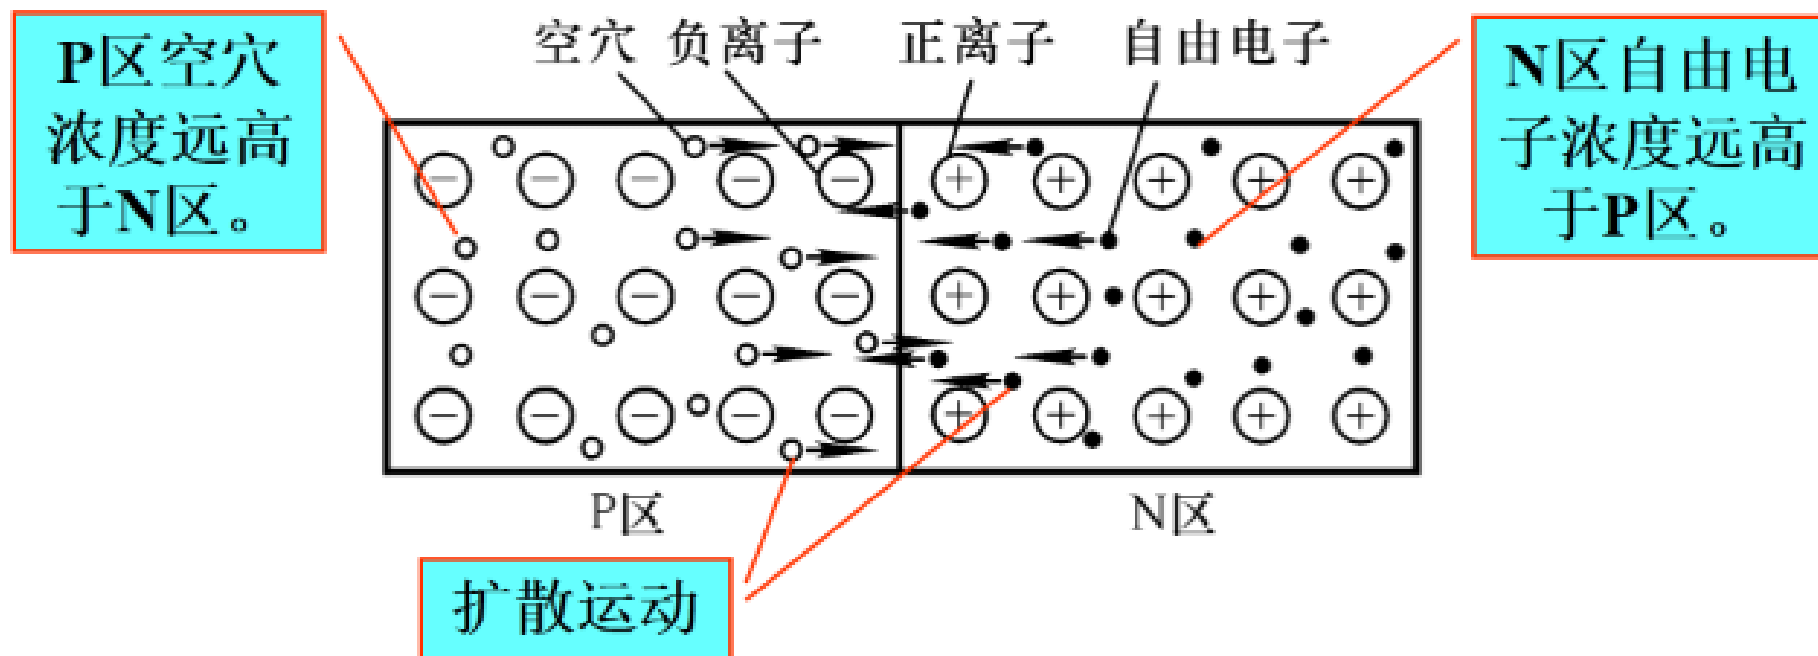 P区空穴
浓度远高
于N区。
空穴 负离子 正离子 自由电子
N区自由电
子浓度远高
于P区。
P区 N区
扩散运动